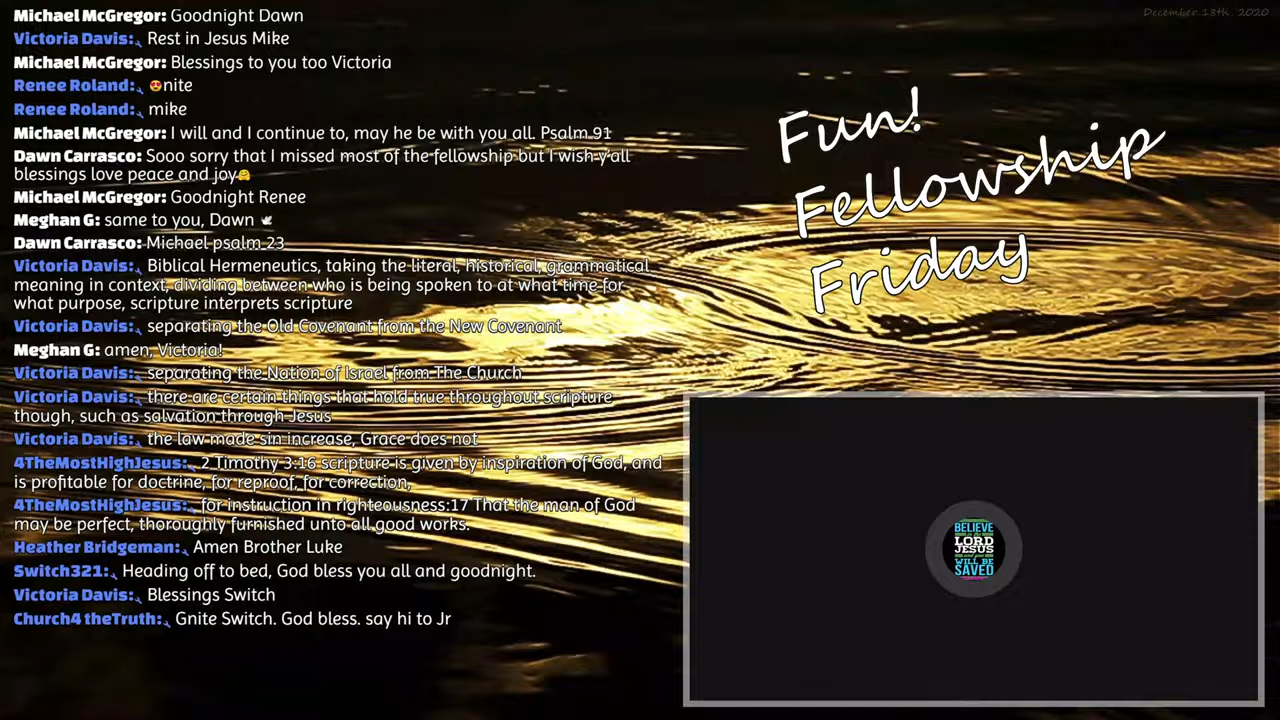 Michael McGregor: Goodnight Dawn
Victoria Davis: Rest in Jesus Mike
Michael McGregor: Blessings to you too Victoria
Renee Roland: 😍nite
Renee Roland: mike
Michael McGregor: I will and I continue to, may he be with you all. Psalm 91
Dawn Carrasco: Sooo sorry that I missed most of the fellowship but I wish y'all
blessings love peace and joy🤗
Michael McGregor: Goodnight Renee
Meghan G: same to you, Dawn 🕊
Dawn Carrasco: Michael psalm 23
Victoria Davis: Biblical Hermeneutics, taking the literal, historical, grammatical
meaning in context, dividing between who is being spoken to at what time for
what purpose, scripture interprets scripture
Victoria Davis: separating the Old Covenant from the New Covenant
Meghan G: amen, Victoria!
Victoria Davis: separating the Nation of Israel from The Church
Victoria Davis: there are certain things that hold true throughout scripture
though, such as salvation through Jesus
Victoria Davis: the law made sin increase, Grace does not
4TheMostHighJesus: 2 Timothy 3:16 scripture is given by inspiration of God, and
is profitable for doctrine, for reproof, for correction,
4TheMostHighJesus: for instruction in righteousness:17 That the man of God
may be perfect, thoroughly furnished unto all good works.
Heather Bridgeman: Amen Brother Luke
Switch321: Heading off to bed, God bless you all and goodnight.
Victoria Davis: Blessings Switch
Church4 theTruth: Gnite Switch. God bless. say hi to Jr
December 18th, 2020
Fun!
Fellowship
Friday
BELIEVE
LORD
JESUS
WILL BE
SAVED